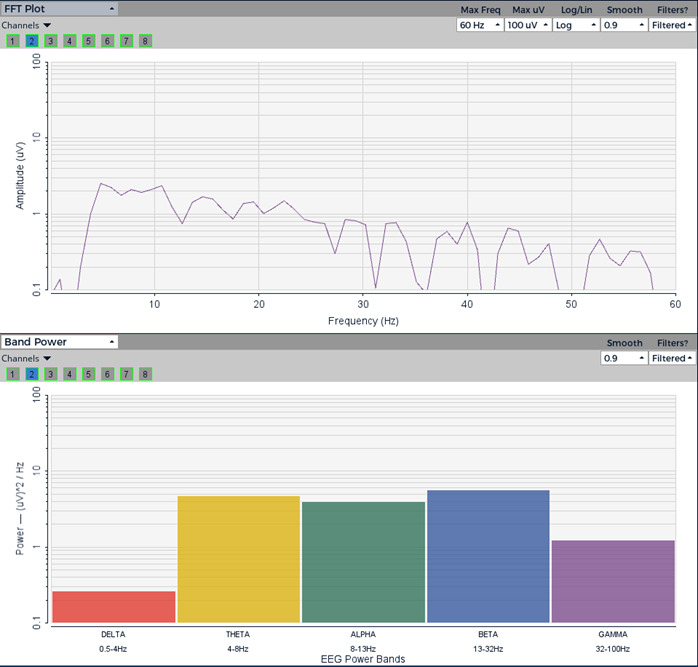 FFT Plot
Max Freq Max uV Log/Lin Smooth Filters?
Channels 60 Hz 100 uV Log 0.9 Filtered
1 2 3 4 5 6 7 8
100
10
1
0.1
Amplitude (uV)
10 20 30 40 50 60
Frequency (Hz)
Band Power
Smooth Filters?
Channels 0.9 Filtered
1 2 3 4 5 6 7 8
100
10
1
0.1
Power — (uV)^2 / Hz
DELTA THETA ALPHA BETA GAMMA
0.5-4Hz 4-8Hz 8-13Hz 13-32Hz 32-100Hz
EEG Power Bands